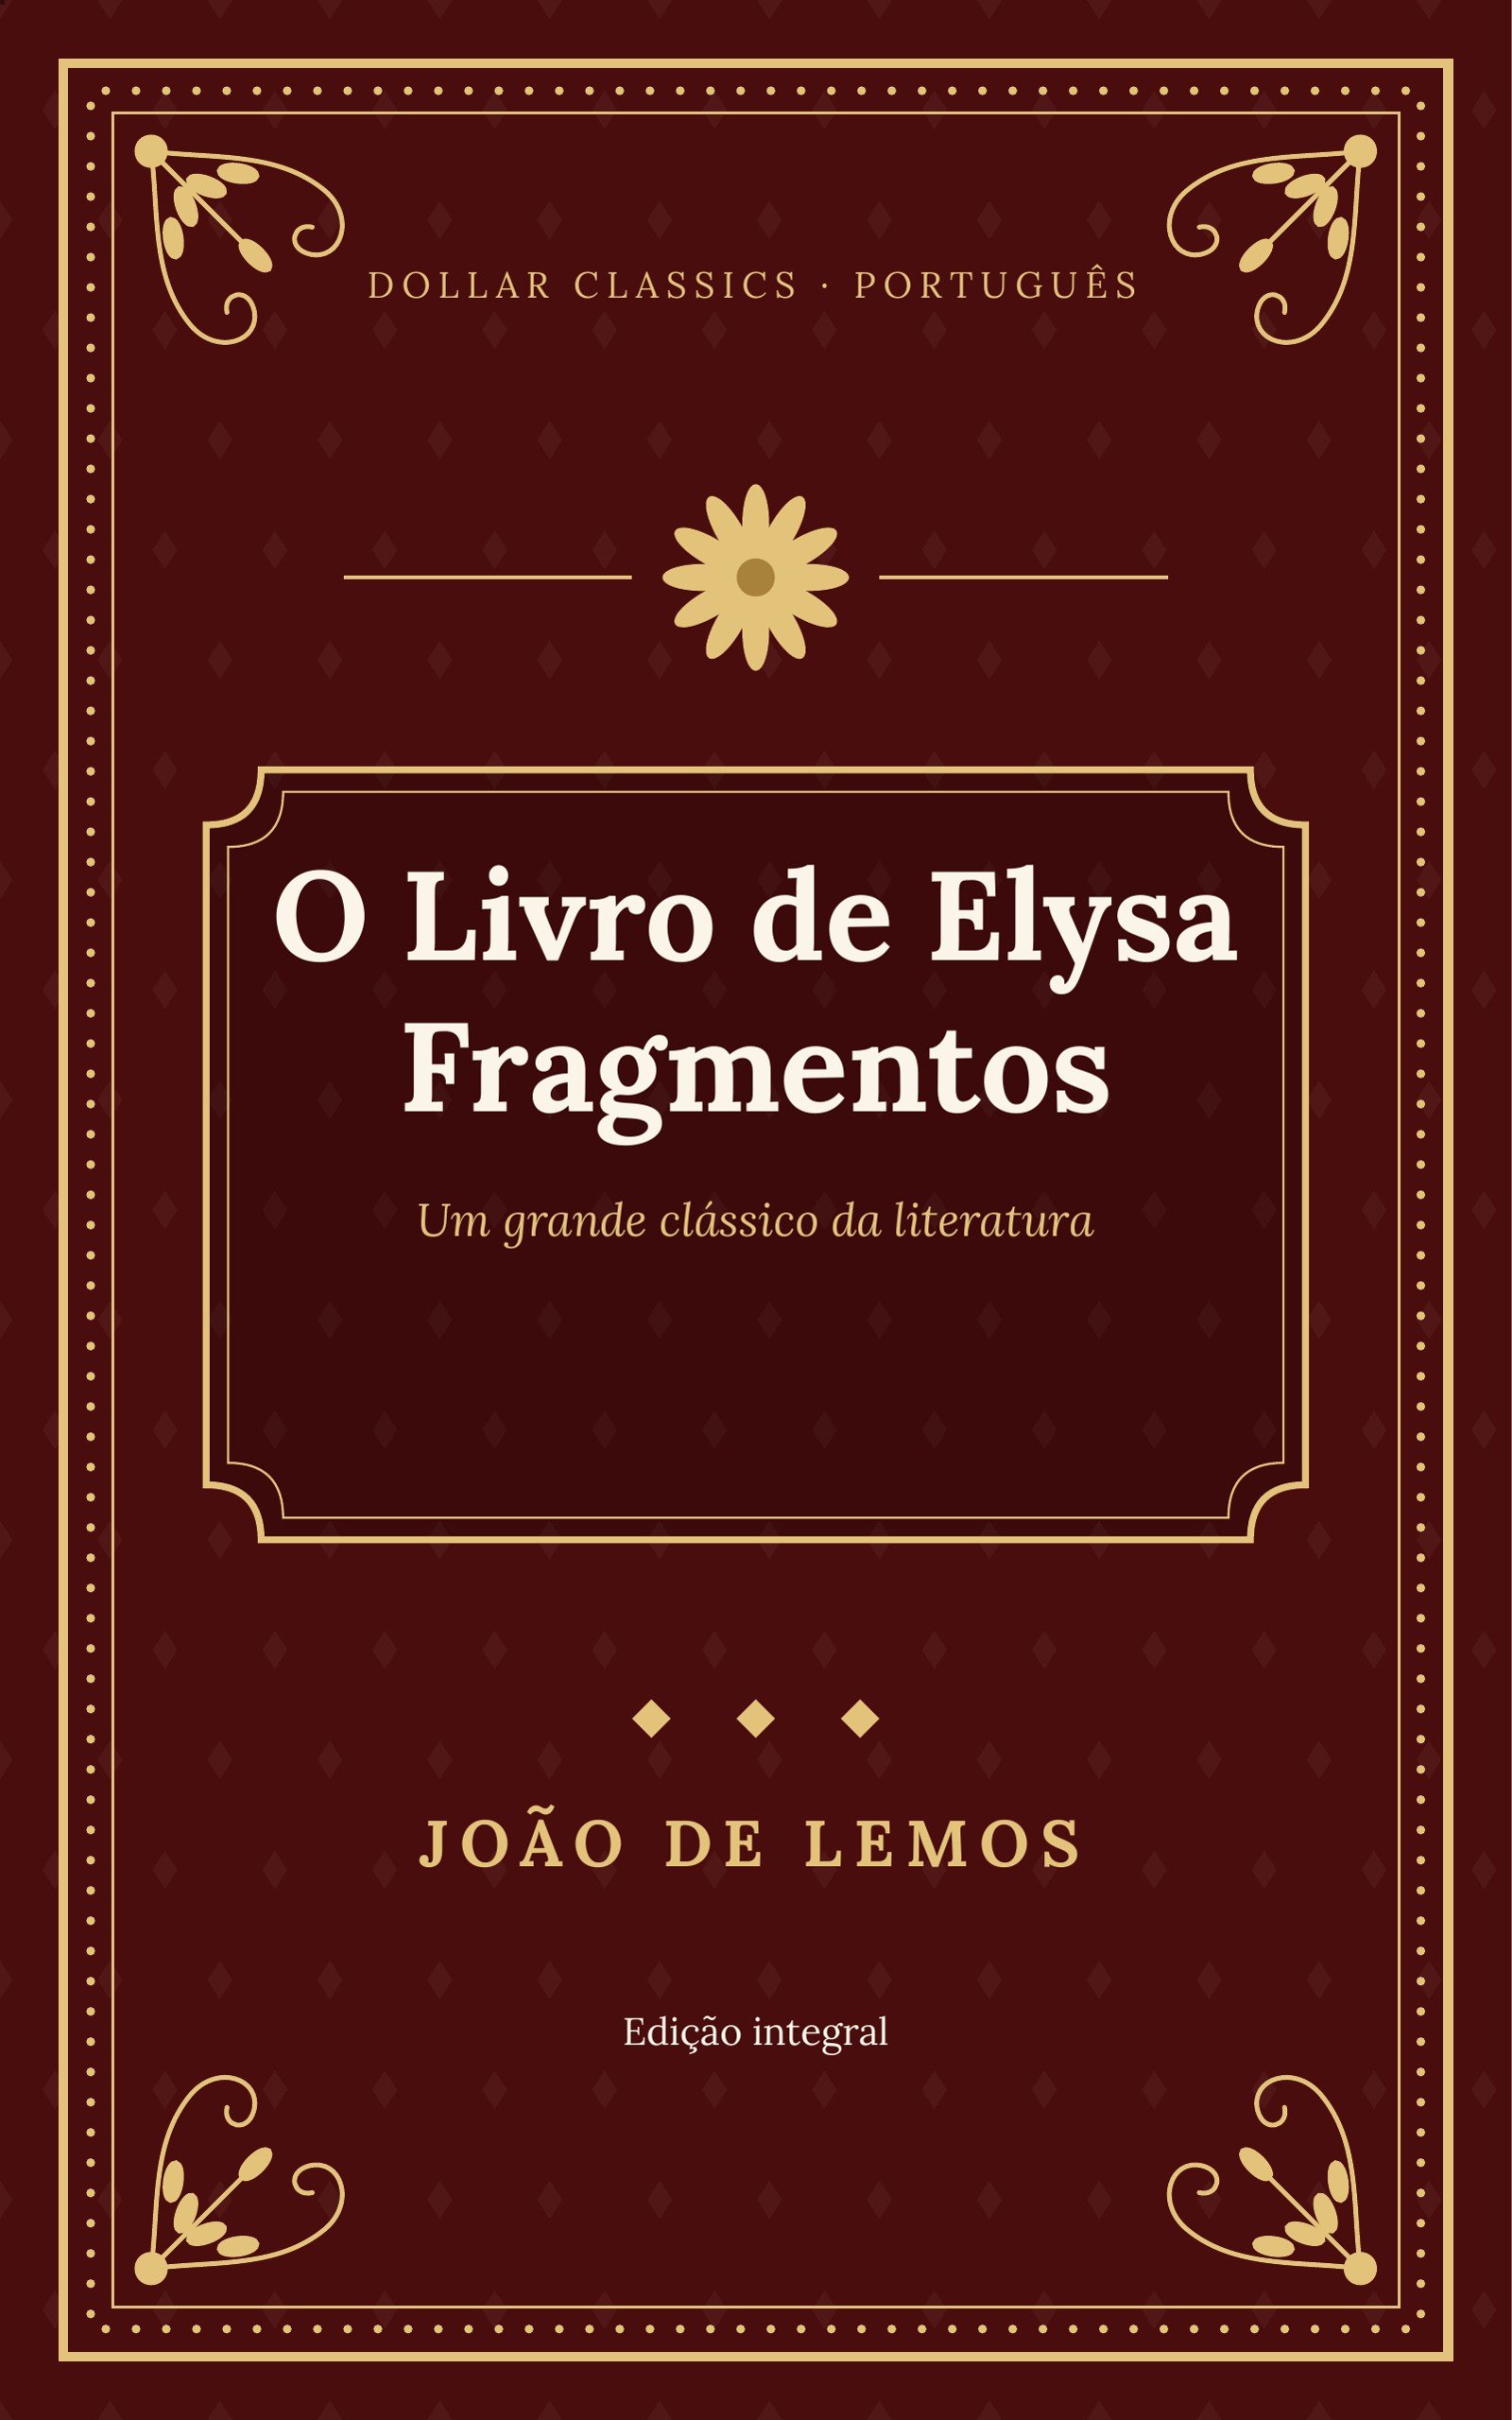 DOLLAR CLASSICS · PORTUGUÊS
O Livro de Elysa
Fragmentos
Um grande clássico da literatura
JOÃO DE LEMOS
Edição integral